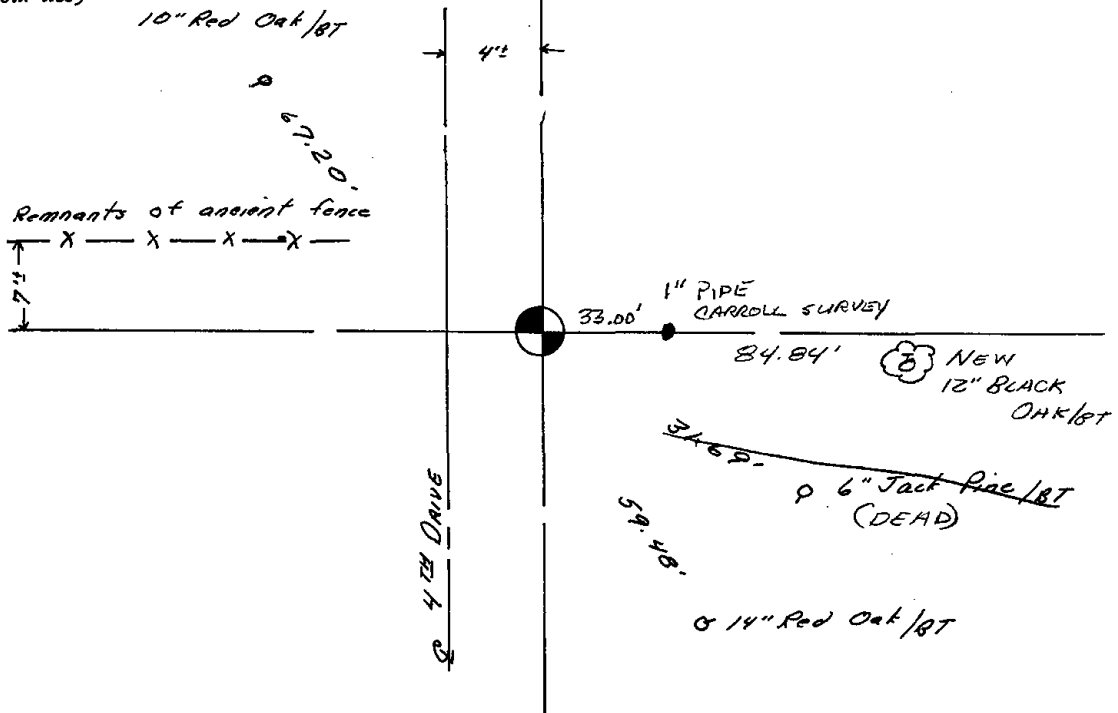 10" Red Oak/BT
4'±
67.20'
Remnants of ancient fence
X X X X
7'±
33.00'
1" PIPE
CARROLL SURVEY
84.84'
NEW
12" BLACK
OAK/BT
6" Jack Pine/BT
(DEAD)
59.48'
14" Red Oak/BT
4TH DRIVE